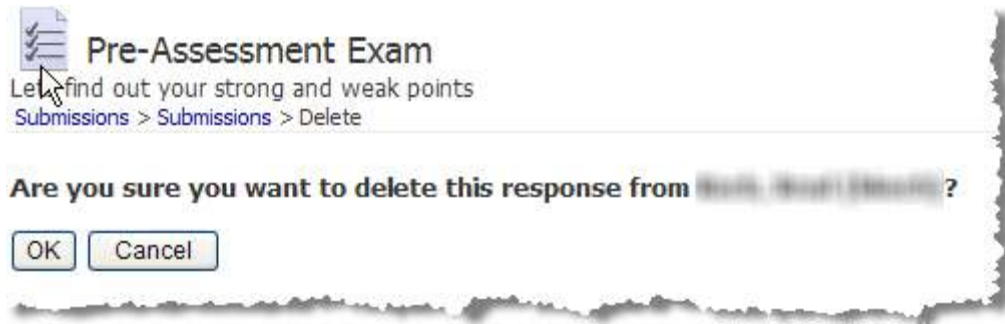 Pre-Assessment Exam
find out your strong and weak points
Submissions > Submissions > Delete
Are you sure you want to delete this response from ?
OK Cancel